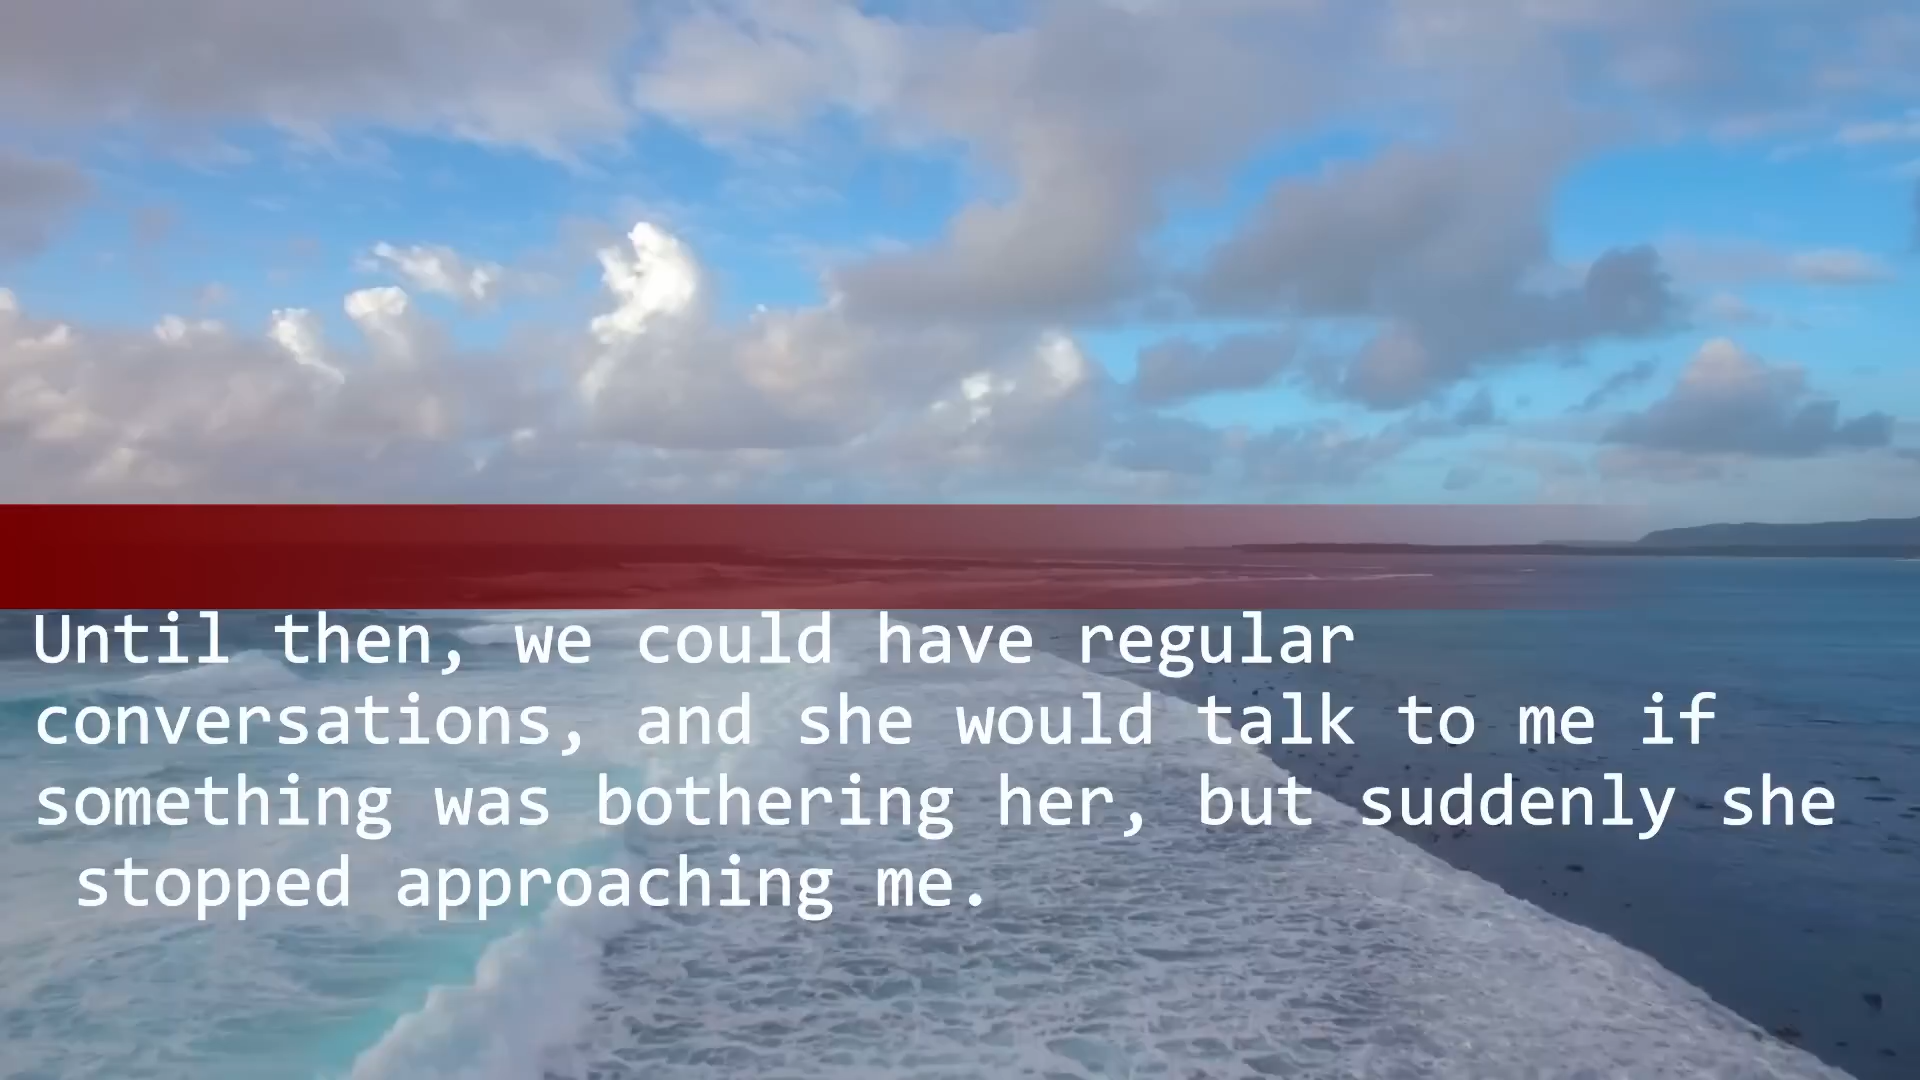 Until then, we could have regular
conversations, and she would talk to me if
something was bothering her, but suddenly she
stopped approaching me.